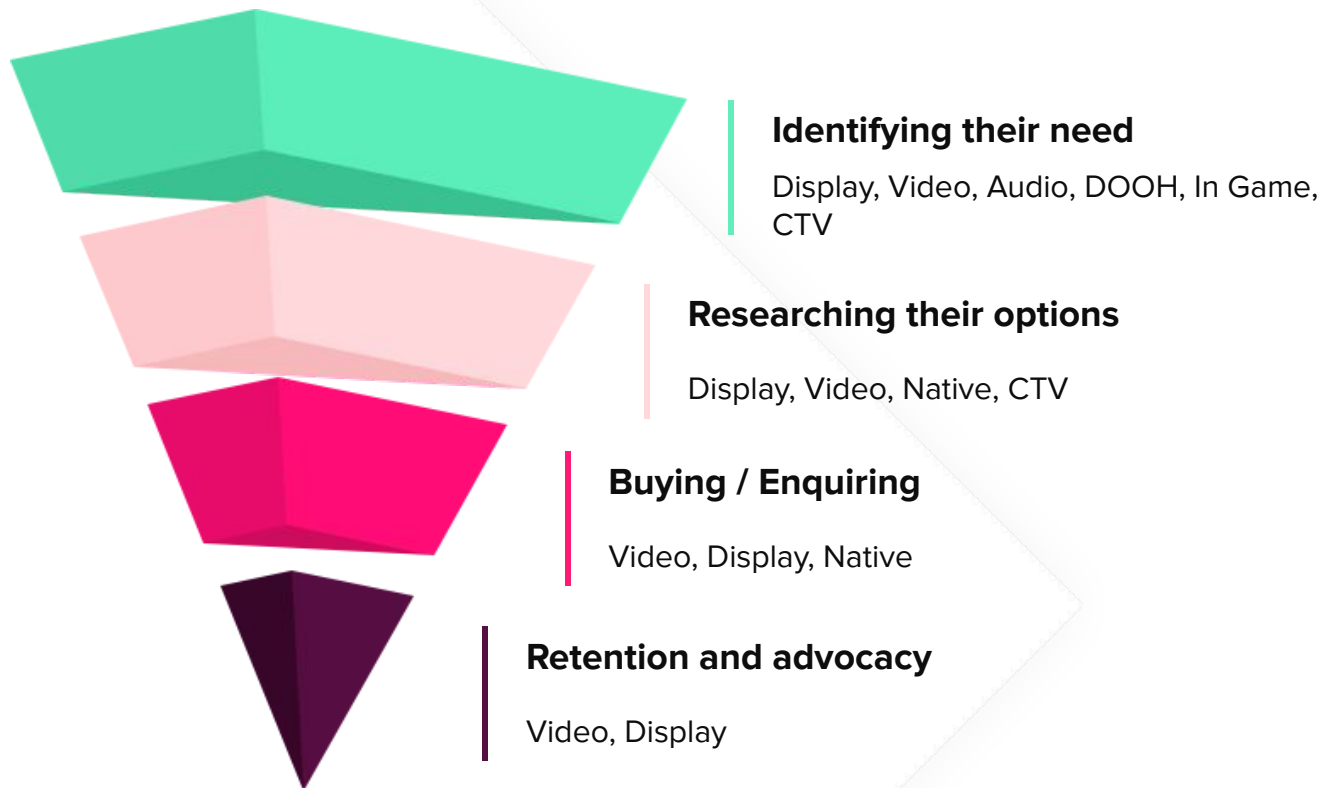 Identifying their need
Display, Video, Audio, DOOH, In Game,
CTV
Researching their options
Display, Video, Native, CTV
Buying / Enquiring
Video, Display, Native
Retention and advocacy
Video, Display